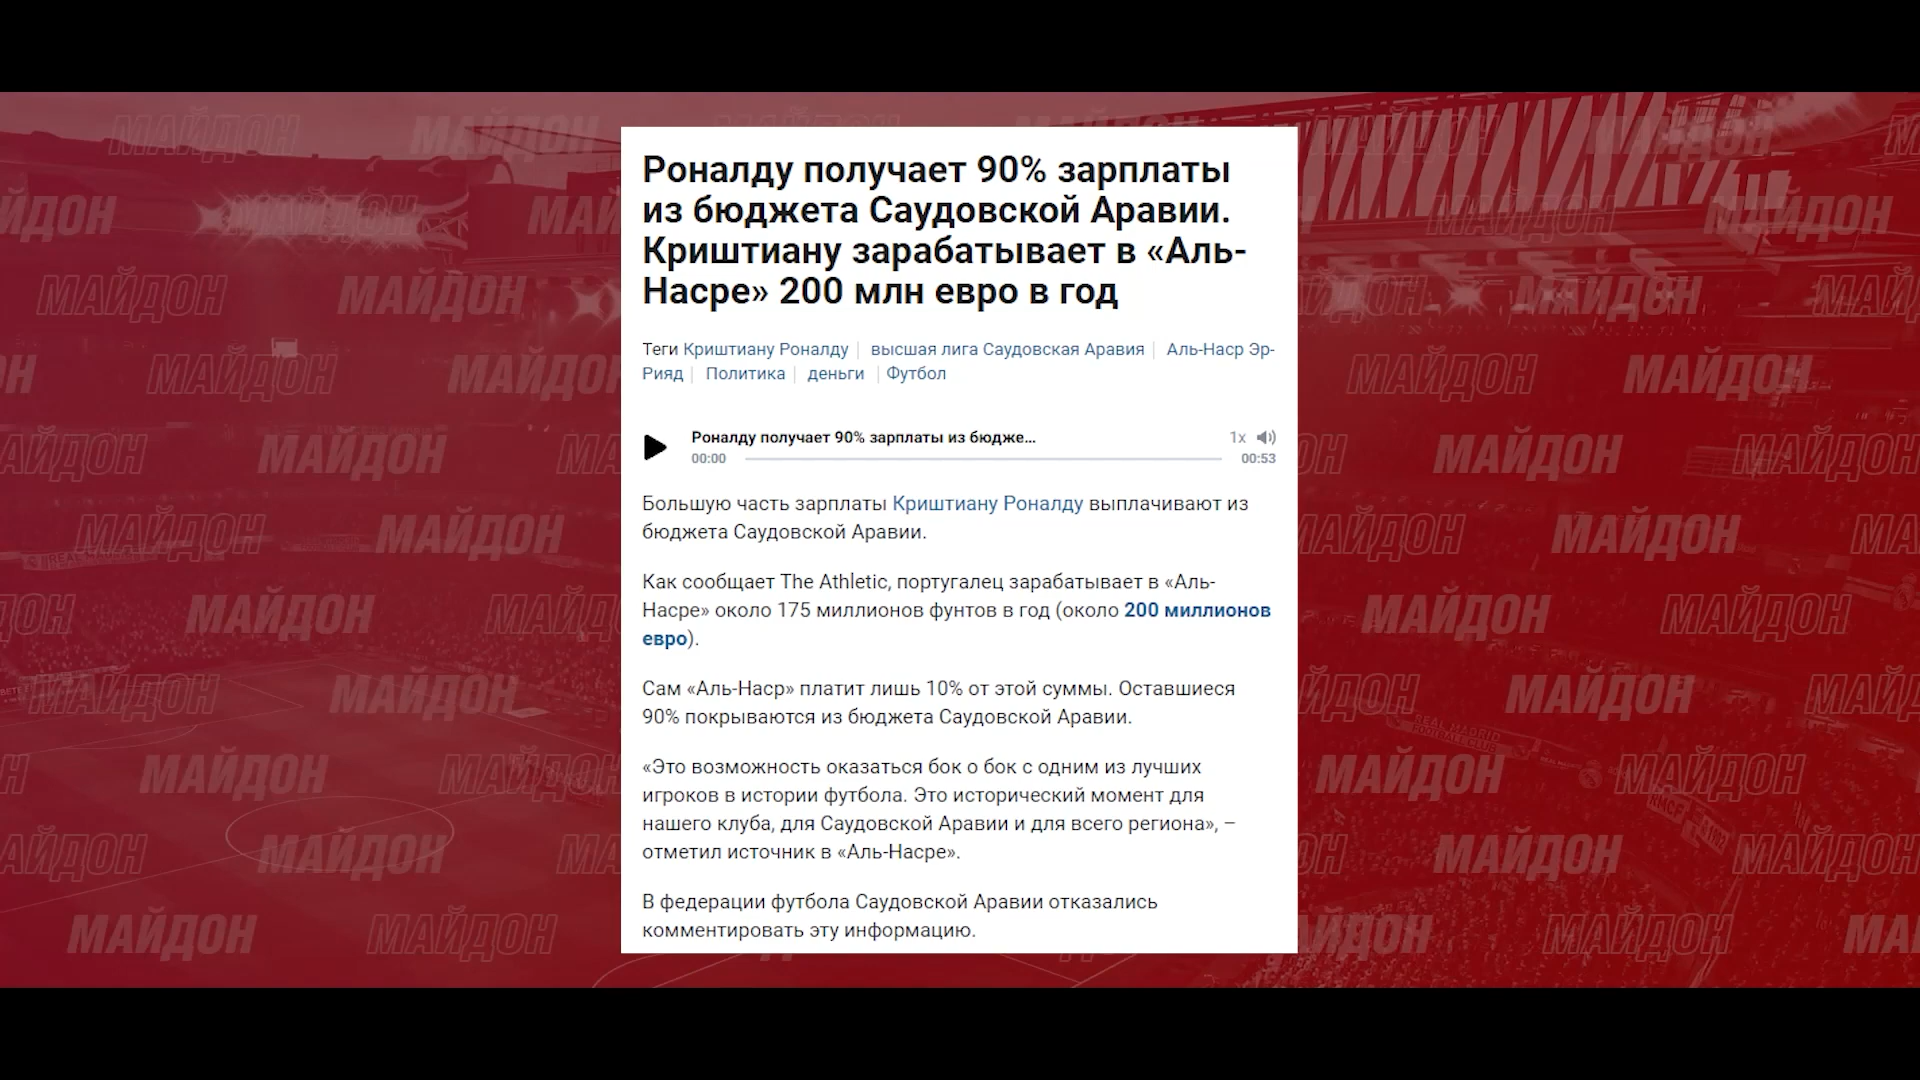 Роналду получает 90% зарплаты
из бюджета Саудовской Аравии.
Криштиану зарабатывает в «Аль-
Насре» 200 млн евро в год
Теги Криштиану Роналду | высшая лига Саудовская Аравия | Аль-Наср Эр-
Рияд | Политика | деньги | Футбол
Роналду получает 90% зарплаты из бюдже...
1x
00:00
00:53
Большую часть зарплаты Криштиану Роналду выплачивают из
бюджета Саудовской Аравии.
Как сообщает The Athletic, португалец зарабатывает в «Аль-
Насре» около 175 миллионов фунтов в год (около 200 миллионов
евро).
Сам «Аль-Наср» платит лишь 10% от этой суммы. Оставшиеся
90% покрываются из бюджета Саудовской Аравии.
«Это возможность оказаться бок о бок с одним из лучших
игроков в истории футбола. Это исторический момент для
нашего клуба, для Саудовской Аравии и для всего региона», –
отметил источник в «Аль-Насре».
В федерации футбола Саудовской Аравии отказались
комментировать эту информацию.
МАЙДОН